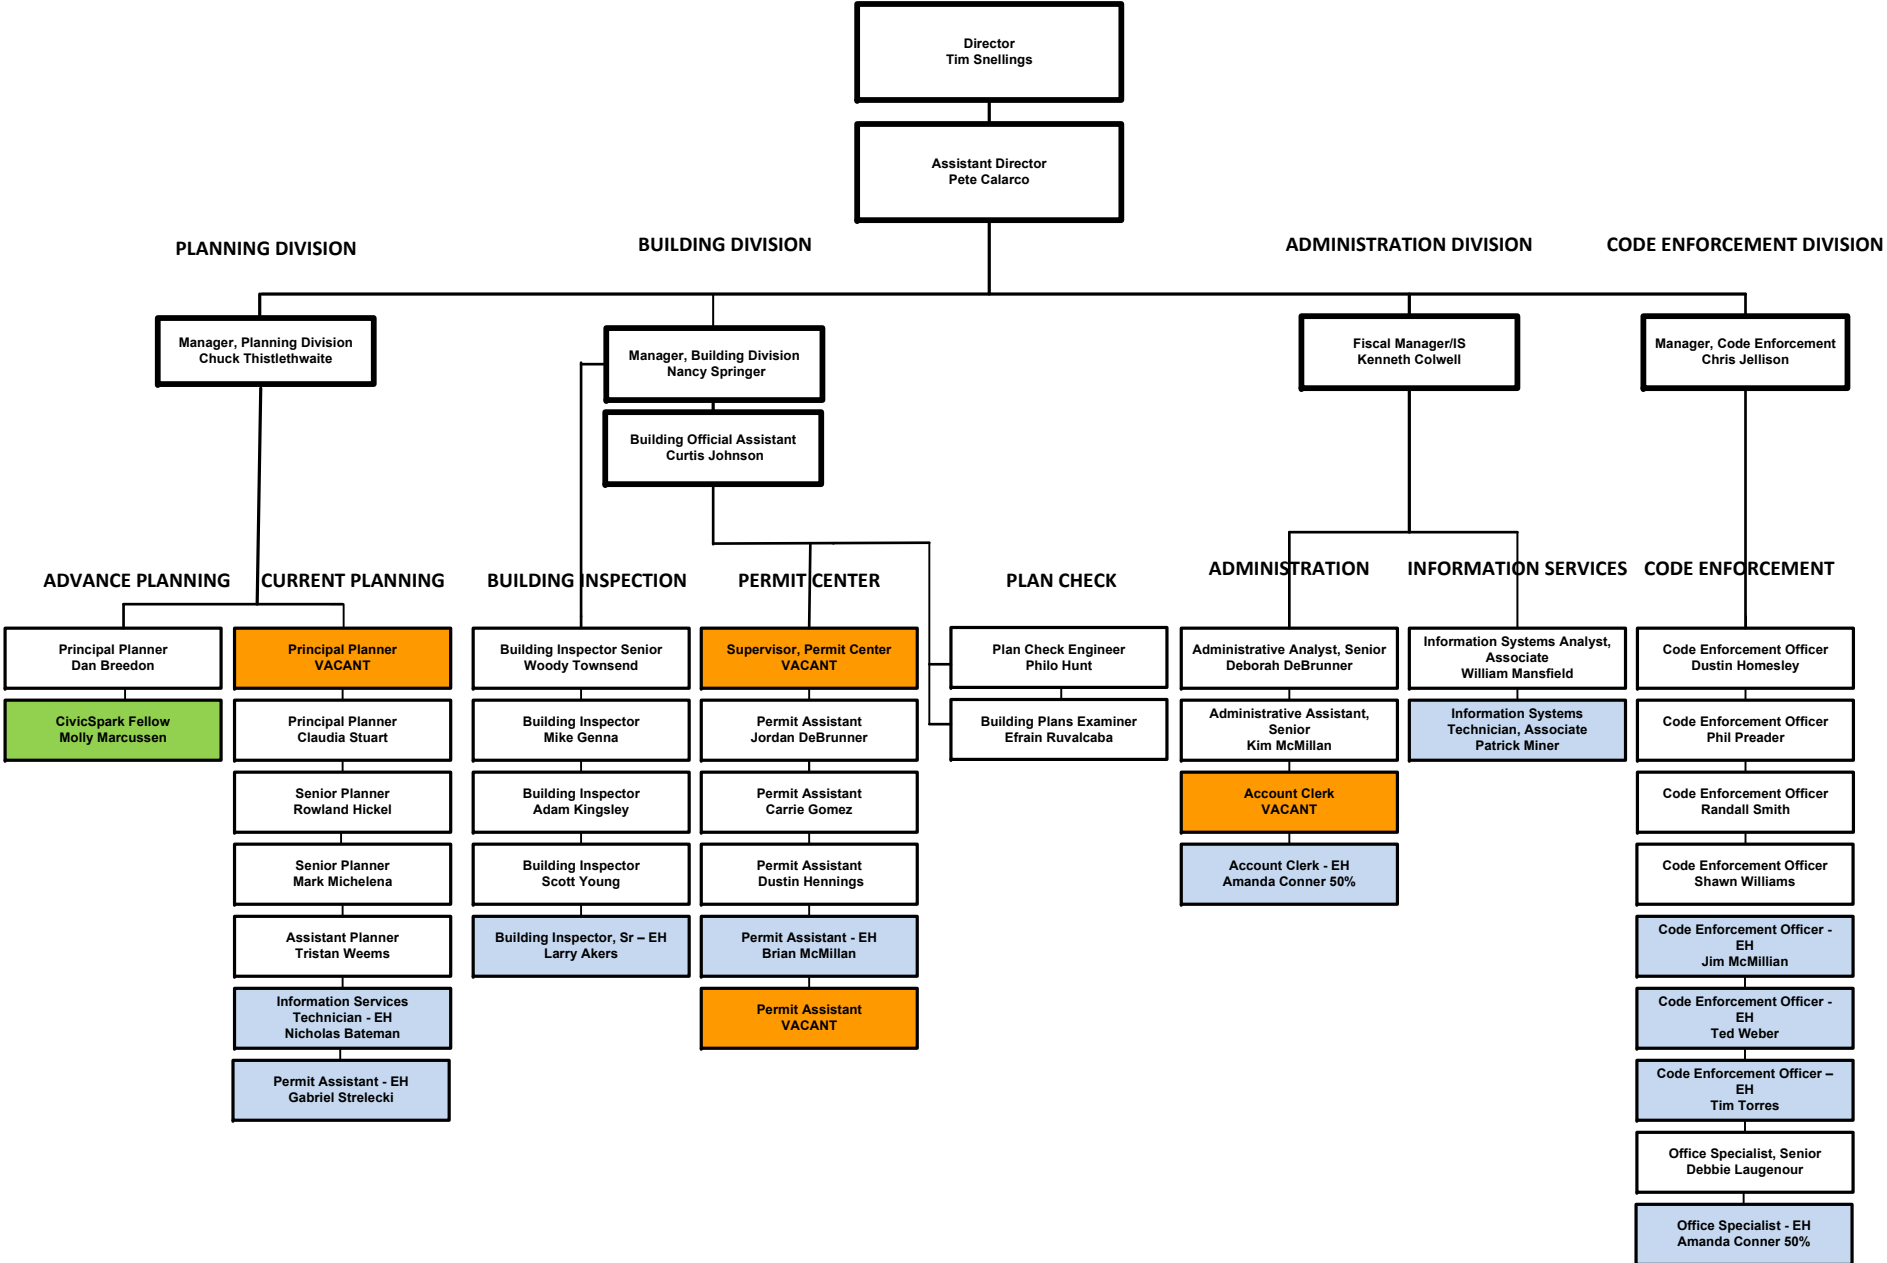 Director
Tim Snellings
Assistant Director
Pete Calarco
PLANNING DIVISION
BUILDING DIVISION
ADMINISTRATION DIVISION
CODE ENFORCEMENT DIVISION
Manager, Planning Division
Chuck Thistlethwaite
Manager, Building Division
Nancy Springer
Building Official Assistant
Curtis Johnson
Fiscal Manager/IS
Kenneth Colwell
Manager, Code Enforcement
Chris Jellison
ADVANCE PLANNING
Principal Planner
Dan Breedon
CivicSpark Fellow
Molly Marcussen
CURRENT PLANNING
Principal Planner
VACANT
Principal Planner
Claudia Stuart
Senior Planner
Rowland Hickel
Senior Planner
Mark Michelena
Assistant Planner
Tristan Weems
Information Services
Technician - EH
Nicholas Bateman
Permit Assistant - EH
Gabriel Strelecki
BUILDING INSPECTION
Building Inspector Senior
Woody Townsend
Building Inspector
Mike Genna
Building Inspector
Adam Kingsley
Building Inspector
Scott Young
Building Inspector, Sr – EH
Larry Akers
PERMIT CENTER
Supervisor, Permit Center
VACANT
Permit Assistant
Jordan DeBrunner
Permit Assistant
Carrie Gomez
Permit Assistant
Dustin Hennings
Permit Assistant - EH
Brian McMillan
Permit Assistant
VACANT
PLAN CHECK
Plan Check Engineer
Philo Hunt
Building Plans Examiner
Efrain Ruvalcaba
ADMINISTRATION
Administrative Analyst, Senior
Deborah DeBrunner
Administrative Assistant,
Senior
Kim McMillan
Account Clerk
VACANT
Account Clerk - EH
Amanda Conner 50%
INFORMATION SERVICES
Information Systems Analyst,
Associate
William Mansfield
Information Systems
Technician, Associate
Patrick Miner
CODE ENFORCEMENT
Code Enforcement Officer
Dustin Homesley
Code Enforcement Officer
Phil Preader
Code Enforcement Officer
Randall Smith
Code Enforcement Officer
Shawn Williams
Code Enforcement Officer -
EH
Jim McMillian
Code Enforcement Officer -
EH
Ted Weber
Code Enforcement Officer –
EH
Tim Torres
Office Specialist, Senior
Debbie Laugenour
Office Specialist - EH
Amanda Conner 50%